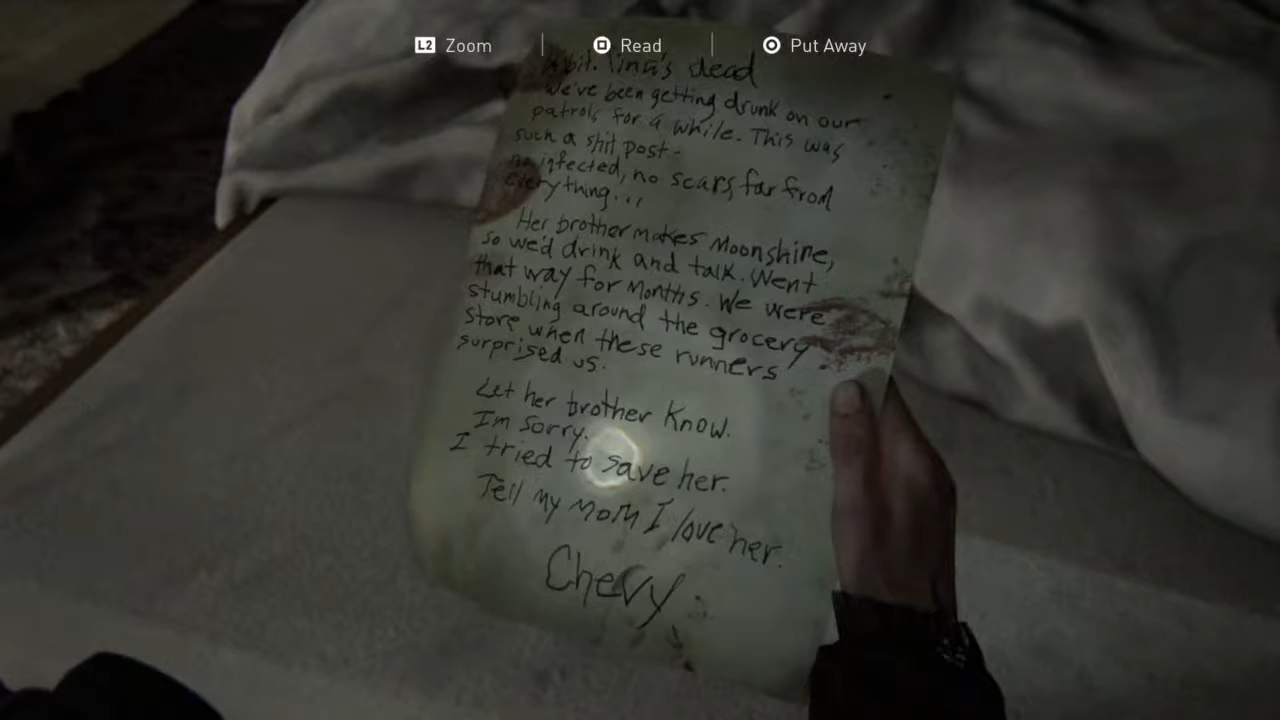 L2 Zoom | Read | Put Away
bit. Tina's dead
We've been getting drunk on our
patrols for a while. This was
such a shit post-
no infected, no scars, far from
everything...
Her brother makes Moonshine,
so we'd drink and talk. Went
that way for months. We were
stumbling around the grocery
store when these runners
surprised us.
Let her brother know.
I'm sorry.
I tried to save her.
Tell my mom I love her.
Chevy